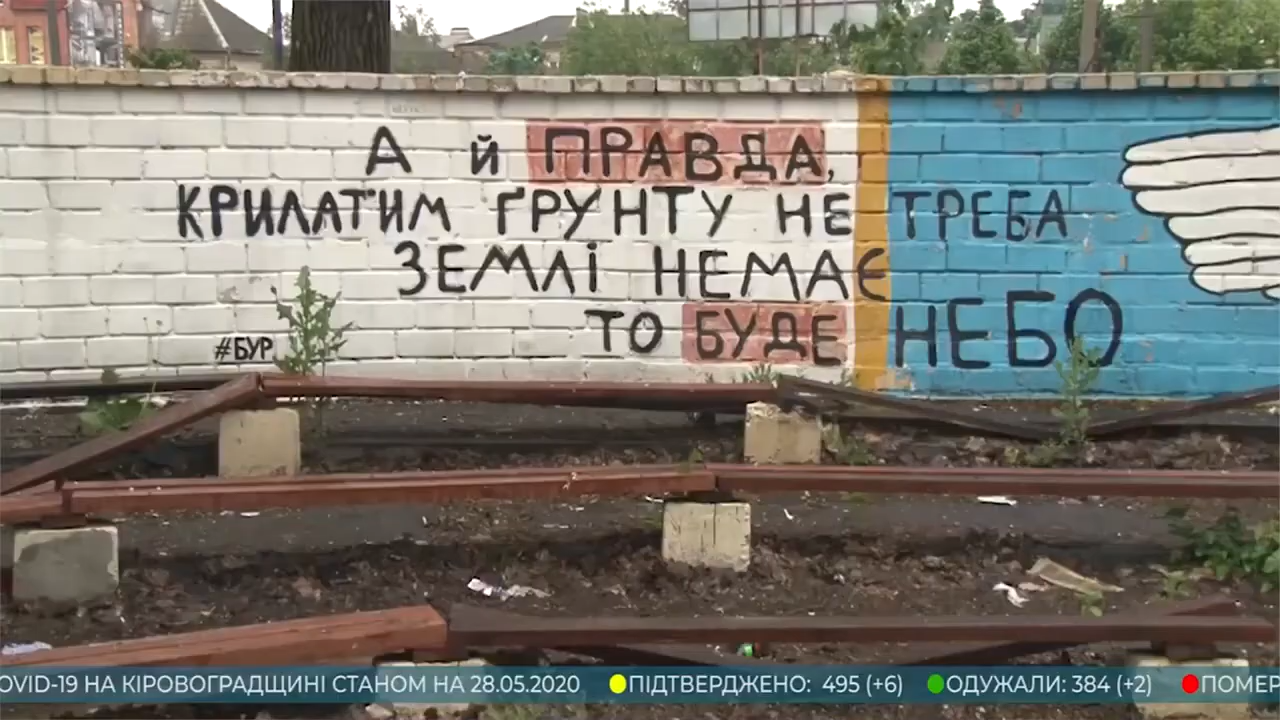 А й ПРАВДА,
КРИЛАТИМ ҐРУНТУ НЕ ТРЕБА
ЗЕМЛІ НЕМАЄ
ТО БУДЕ НЕБО
#БУР
OVID-19 НА КІРОВОГРАДЩИНІ СТАНОМ НА 28.05.2020 ПІДТВЕРДЖЕНО: 495 (+6) ОДУЖАЛИ: 384 (+2) ПОМЕР